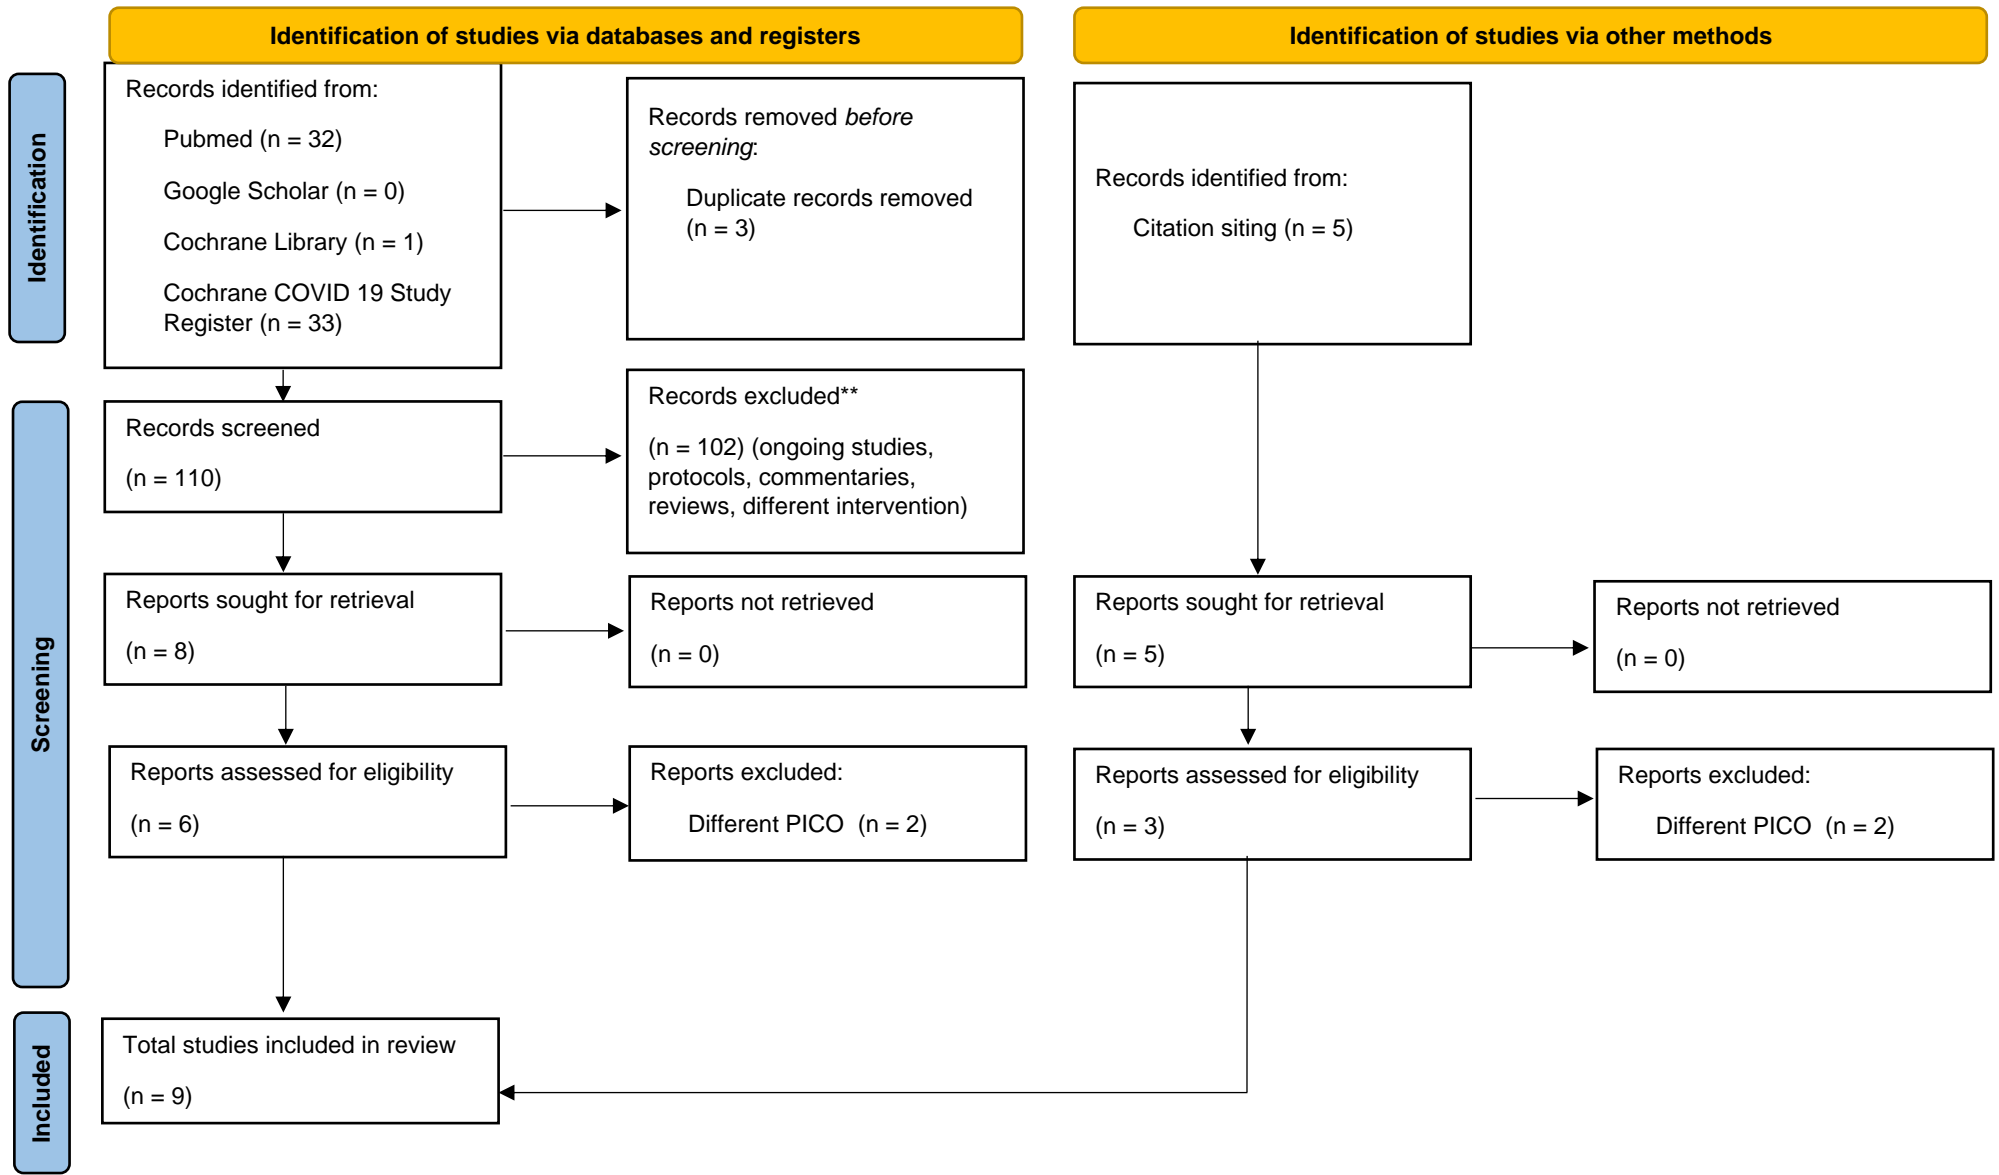 Identification of studies via databases and registers
Identification of studies via other methods
Identification
Records identified from:
Pubmed (n = 32)
Google Scholar (n = 0)
Cochrane Library (n = 1)
Cochrane COVID 19 Study
Register (n = 33)
Records removed before
screening:
Duplicate records removed
(n = 3)
Records identified from:
Citation siting (n = 5)
Screening
Records screened
(n = 110)
Records excluded**
(n = 102) (ongoing studies,
protocols, commentaries,
reviews, different intervention)
Reports sought for retrieval
(n = 8)
Reports not retrieved
(n = 0)
Reports sought for retrieval
(n = 5)
Reports not retrieved
(n = 0)
Reports assessed for eligibility
(n = 6)
Reports excluded:
Different PICO (n = 2)
Reports assessed for eligibility
(n = 3)
Reports excluded:
Different PICO (n = 2)
Included
Total studies included in review
(n = 9)